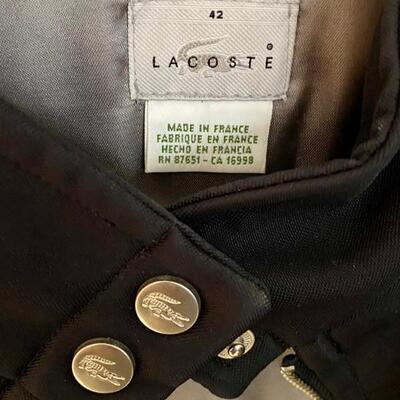 42
LACOSTE
MADE IN FRANCE
FABRIQUE EN FRANCE
HECHO EN FRANCIA
RN 87651 - CA 16998